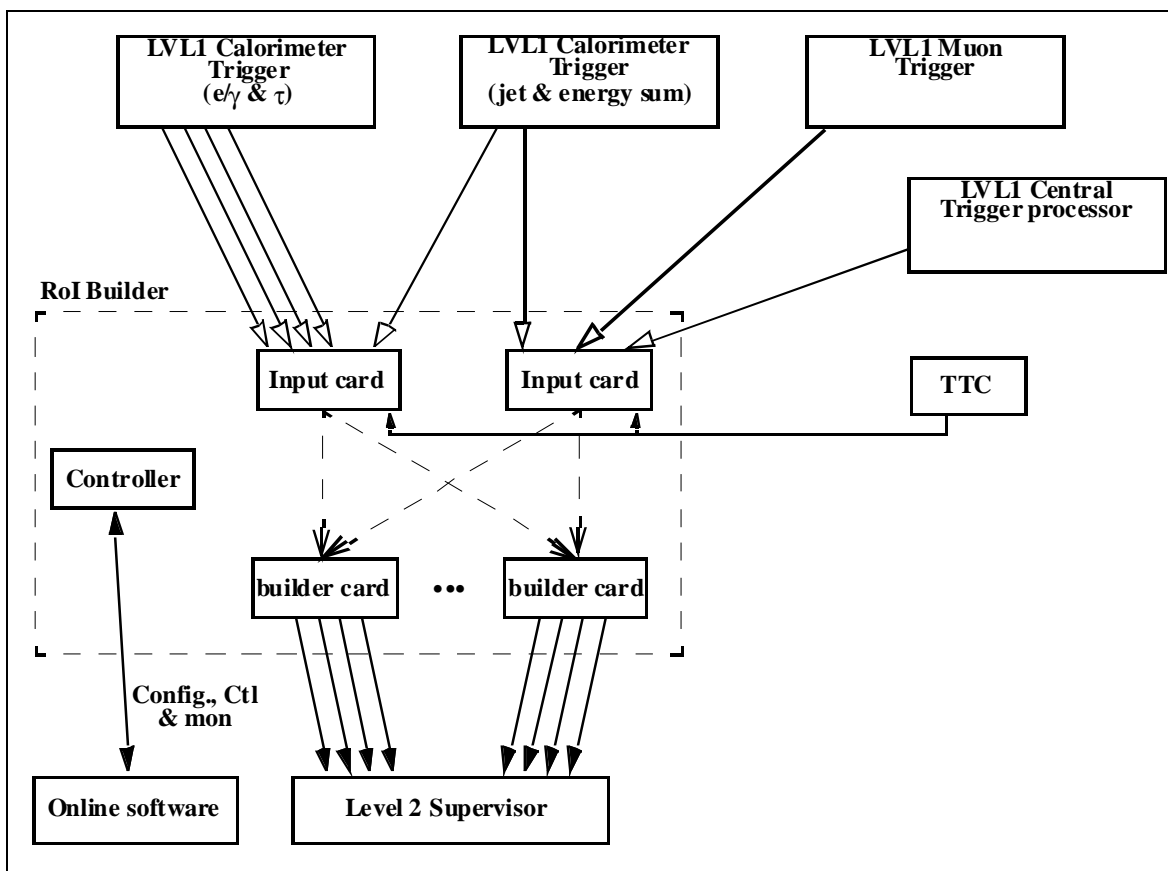 LVL1 Calorimeter
Trigger
(e/γ & τ)
LVL1 Calorimeter
Trigger
(jet & energy sum)
LVL1 Muon
Trigger
LVL1 Central
Trigger processor
RoI Builder
Input card
Input card
TTC
Controller
builder card
•••
builder card
Config., Ctl
& mon
Online software
Level 2 Supervisor